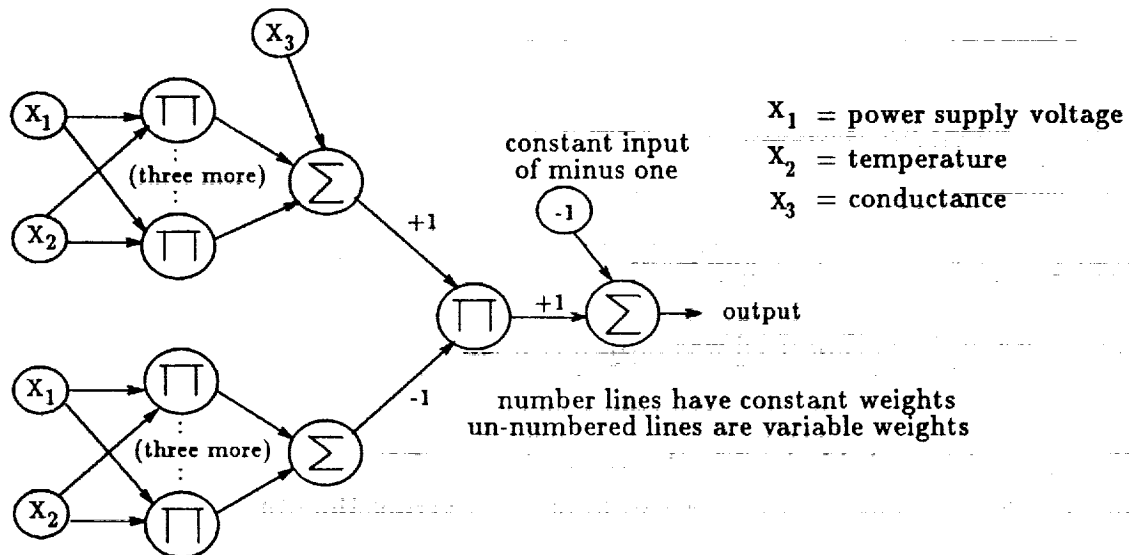 X3
X1
∏
(three more)
∑
X2
∏
+1
constant input
of minus one
-1
X1 = power supply voltage
X2 = temperature
X3 = conductance
∏
+1
∑
output
X1
∏
(three more)
∑
X2
∏
-1
number lines have constant weights
un-numbered lines are variable weights